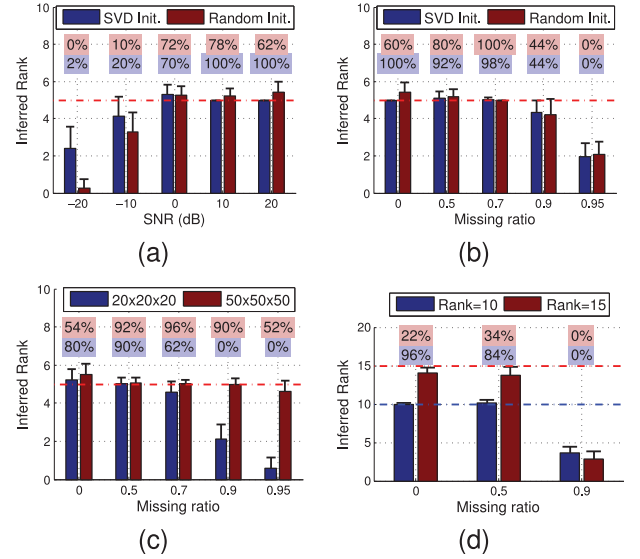 SVD Init. Random Init.
0% 10% 72% 78% 62%
2% 20% 70% 100% 100%
10
8
6
4
2
0
Inferred Rank
−20 −10 0 10 20
SNR (dB)
(a)
SVD Init. Random Init.
60% 80% 100% 44% 0%
100% 92% 98% 44% 0%
10
8
6
4
2
0
Inferred Rank
0 0.5 0.7 0.9 0.95
Missing ratio
(b)
20x20x20 50x50x50
54% 92% 96% 90% 52%
80% 90% 62% 0% 0%
10
8
6
4
2
0
Inferred Rank
0 0.5 0.7 0.9 0.95
Missing ratio
(c)
Rank=10 Rank=15
22% 34% 0%
96% 84% 0%
20
15
10
5
0
Inferred Rank
0 0.5 0.9
Missing ratio
(d)